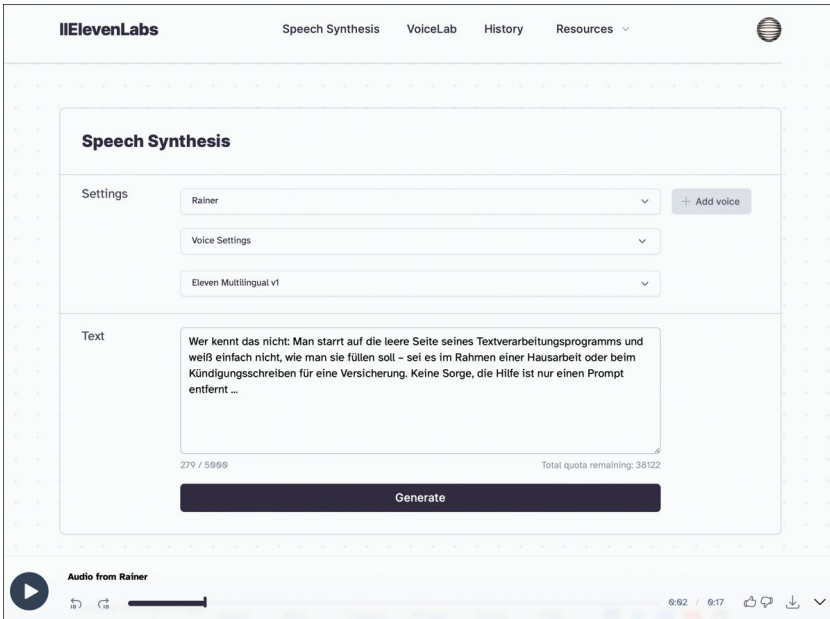 IIElevenLabs
Speech Synthesis
VoiceLab
History
Resources
Speech Synthesis
Settings
Rainer
+ Add voice
Voice Settings
Eleven Multilingual v1
Text
Wer kennt das nicht: Man starrt auf die leere Seite seines Textverarbeitungsprogramms und
weiß einfach nicht, wie man sie füllen soll – sei es im Rahmen einer Hausarbeit oder beim
Kündigungsschreiben für eine Versicherung. Keine Sorge, die Hilfe ist nur einen Prompt
entfernt ...
279 / 5000
Total quota remaining: 38122
Generate
Audio from Rainer
10
10
0:02 / 0:17